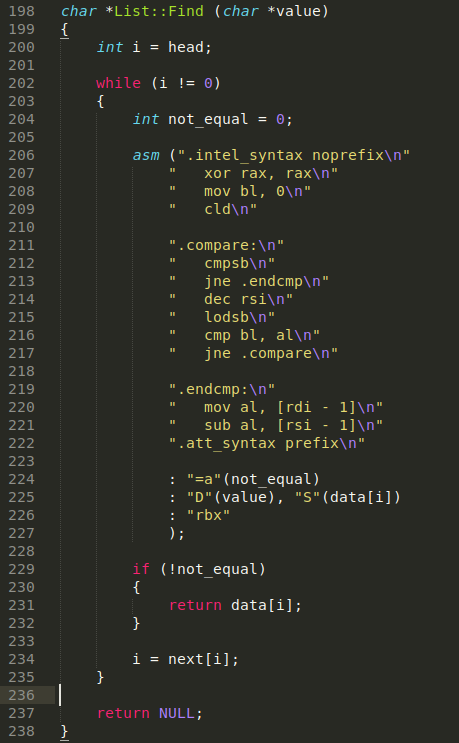 198 char *List::Find (char *value)
199 {
200     int i = head;
201
202     while (i != 0)
203     {
204         int not_equal = 0;
205
206         asm (".intel_syntax noprefix\n"
207             "   xor rax, rax\n"
208             "   mov bl, 0\n"
209             "   cld\n"
210
211             ".compare:\n"
212             "   cmpsb\n"
213             "   jne .endcmp\n"
214             "   dec rsi\n"
215             "   lodsb\n"
216             "   cmp bl, al\n"
217             "   jne .compare\n"
218
219             ".endcmp:\n"
220             "   mov al, [rdi - 1]\n"
221             "   sub al, [rsi - 1]\n"
222             ".att_syntax prefix\n"
223
224             : "=a"(not_equal)
225             : "D"(value), "S"(data[i])
226             : "rbx"
227             );
228
229         if (!not_equal)
230         {
231             return data[i];
232         }
233
234         i = next[i];
235     }
236
237     return NULL;
238 }